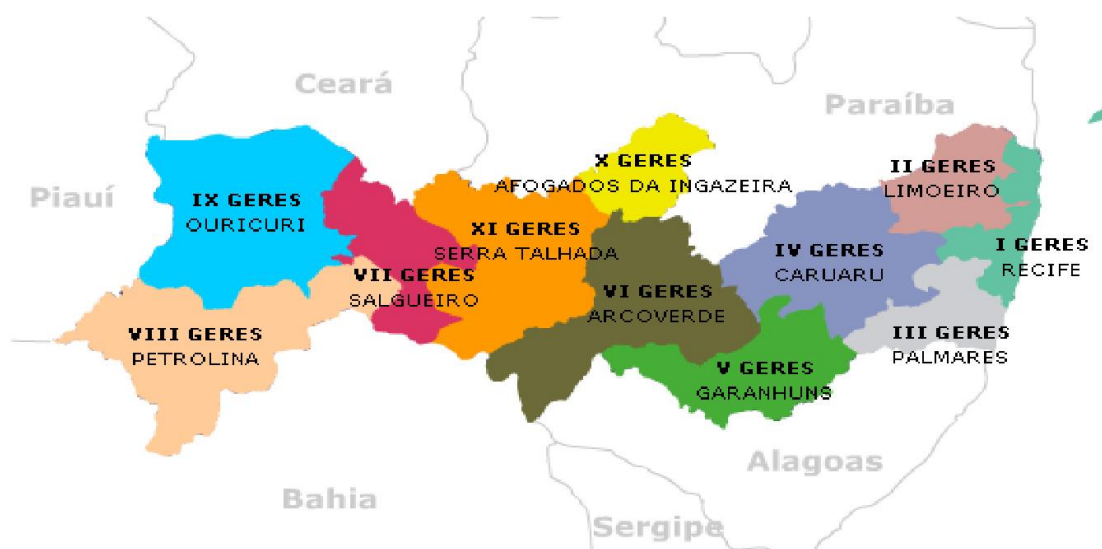 Ceará
Paraíba
Piauí
IX GERES
OURICURI
X GERES
AFOGADOS DA INGAZEIRA
II GERES
LIMOEIRO
XI GERES
SERRA TALHADA
IV GERES
CARUARU
I GERES
RECIFE
VII GERES
SALGUEIRO
VI GERES
ARCOVERDE
VIII GERES
PETROLINA
III GERES
PALMARES
V GERES
GARANHUNS
Alagoas
Bahia
Sergipe